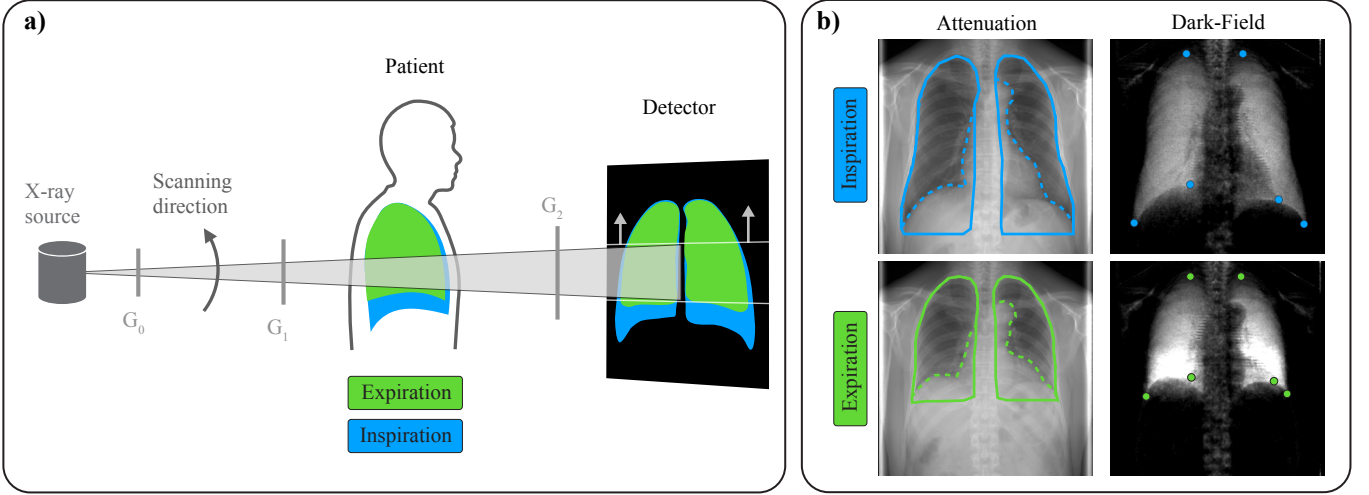 a)
Patient
Detector
X-ray
source
Scanning
direction
G₀
G₁
G₂
Expiration
Inspiration
b)
Attenuation
Dark-Field
Inspiration
Expiration